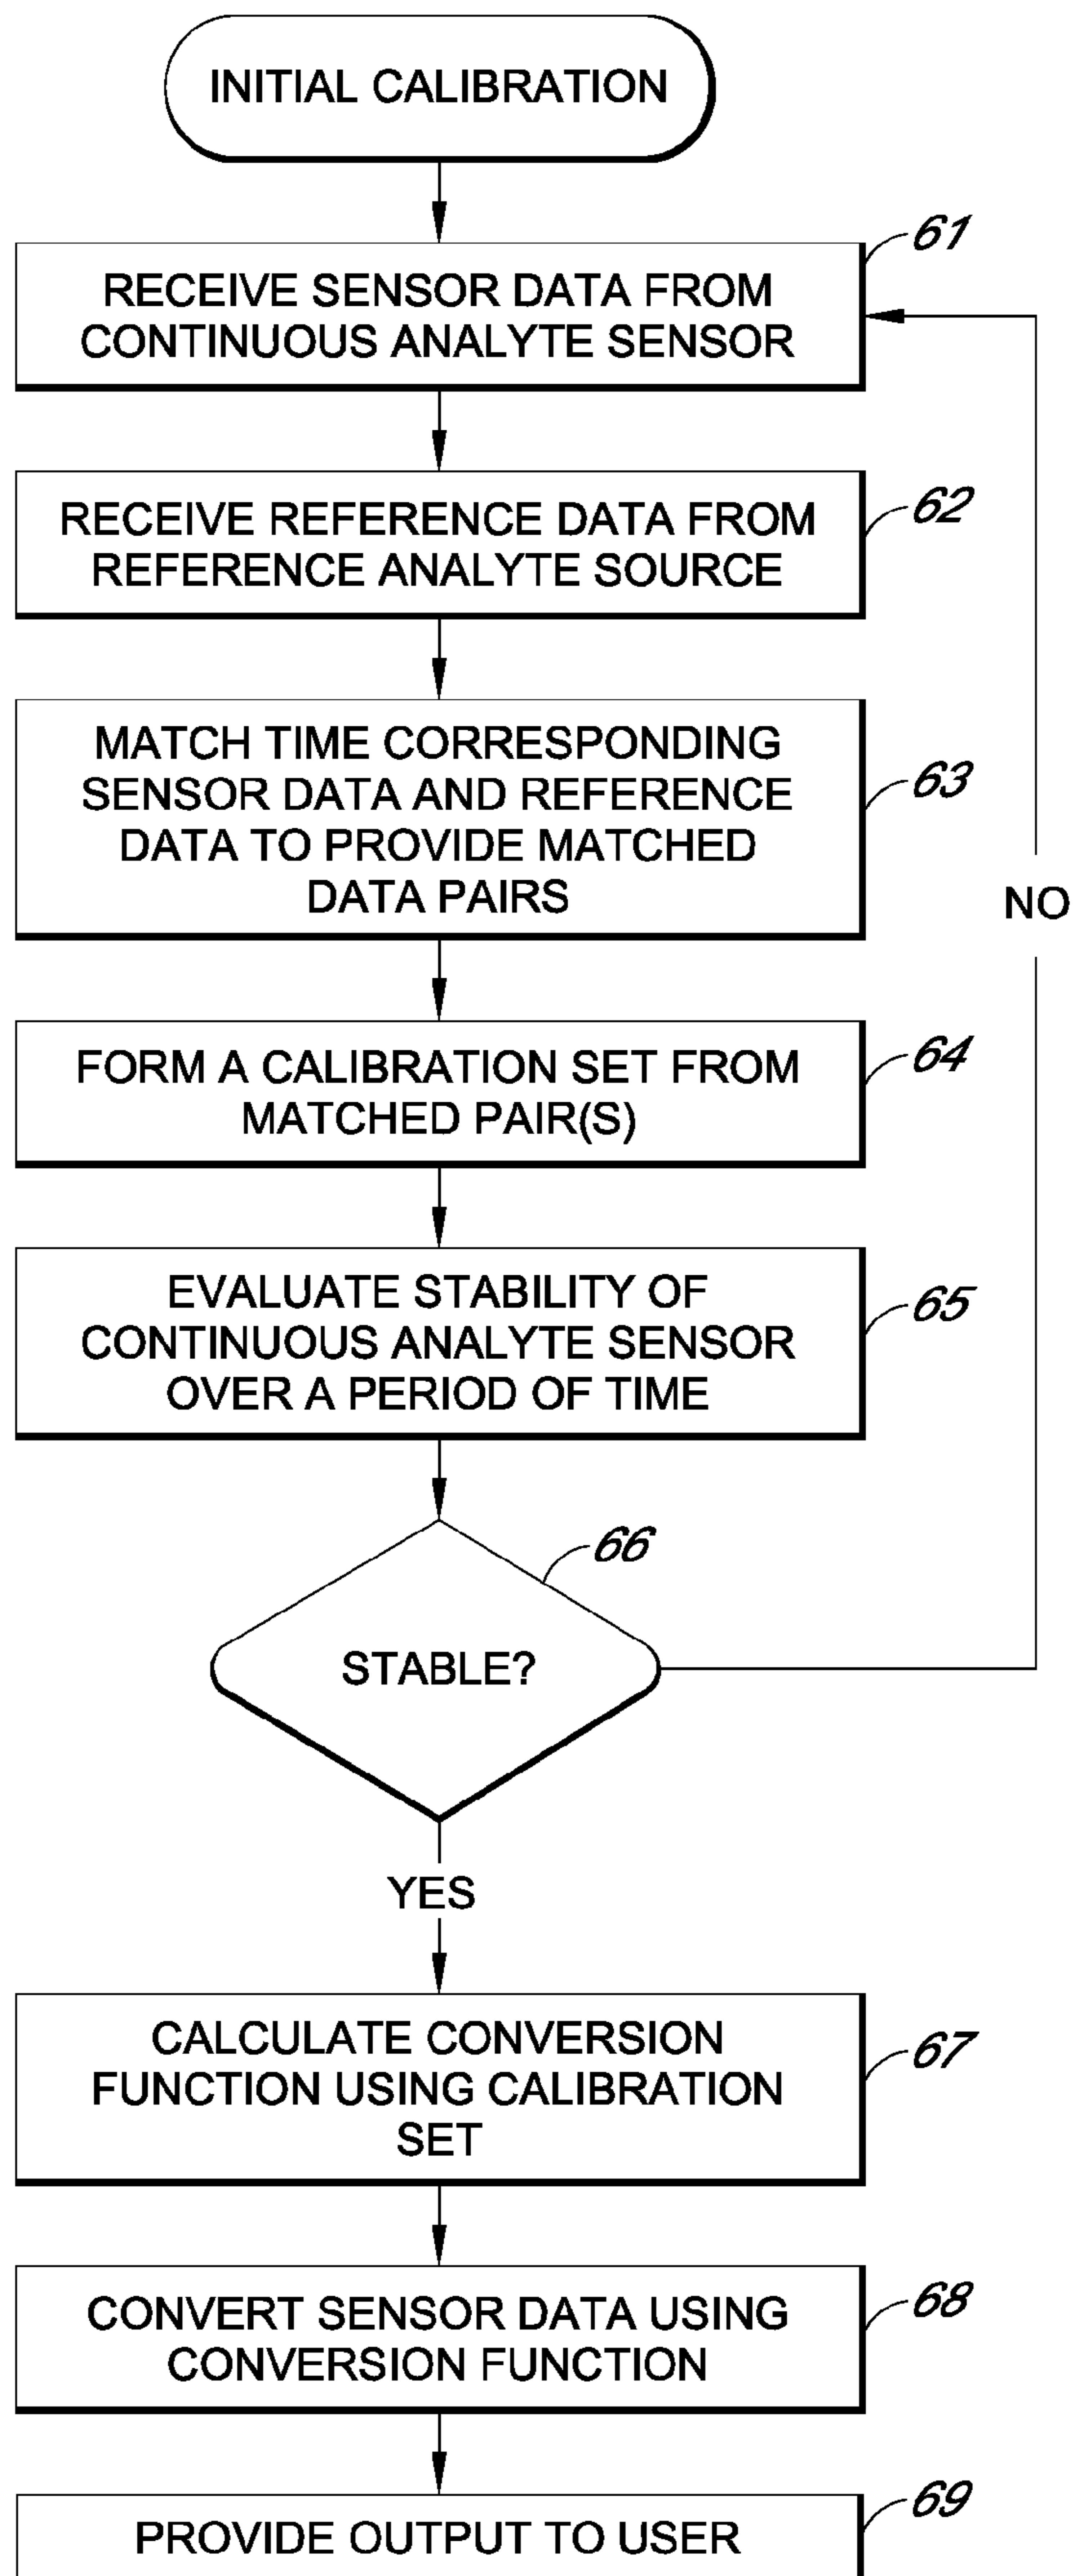 INITIAL CALIBRATION
61
RECEIVE SENSOR DATA FROM
CONTINUOUS ANALYTE SENSOR
62
RECEIVE REFERENCE DATA FROM
REFERENCE ANALYTE SOURCE
63
MATCH TIME CORRESPONDING
SENSOR DATA AND REFERENCE
DATA TO PROVIDE MATCHED
DATA PAIRS
NO
64
FORM A CALIBRATION SET FROM
MATCHED PAIR(S)
65
EVALUATE STABILITY OF
CONTINUOUS ANALYTE SENSOR
OVER A PERIOD OF TIME
66
STABLE?
YES
67
CALCULATE CONVERSION
FUNCTION USING CALIBRATION
SET
68
CONVERT SENSOR DATA USING
CONVERSION FUNCTION
69
PROVIDE OUTPUT TO USER